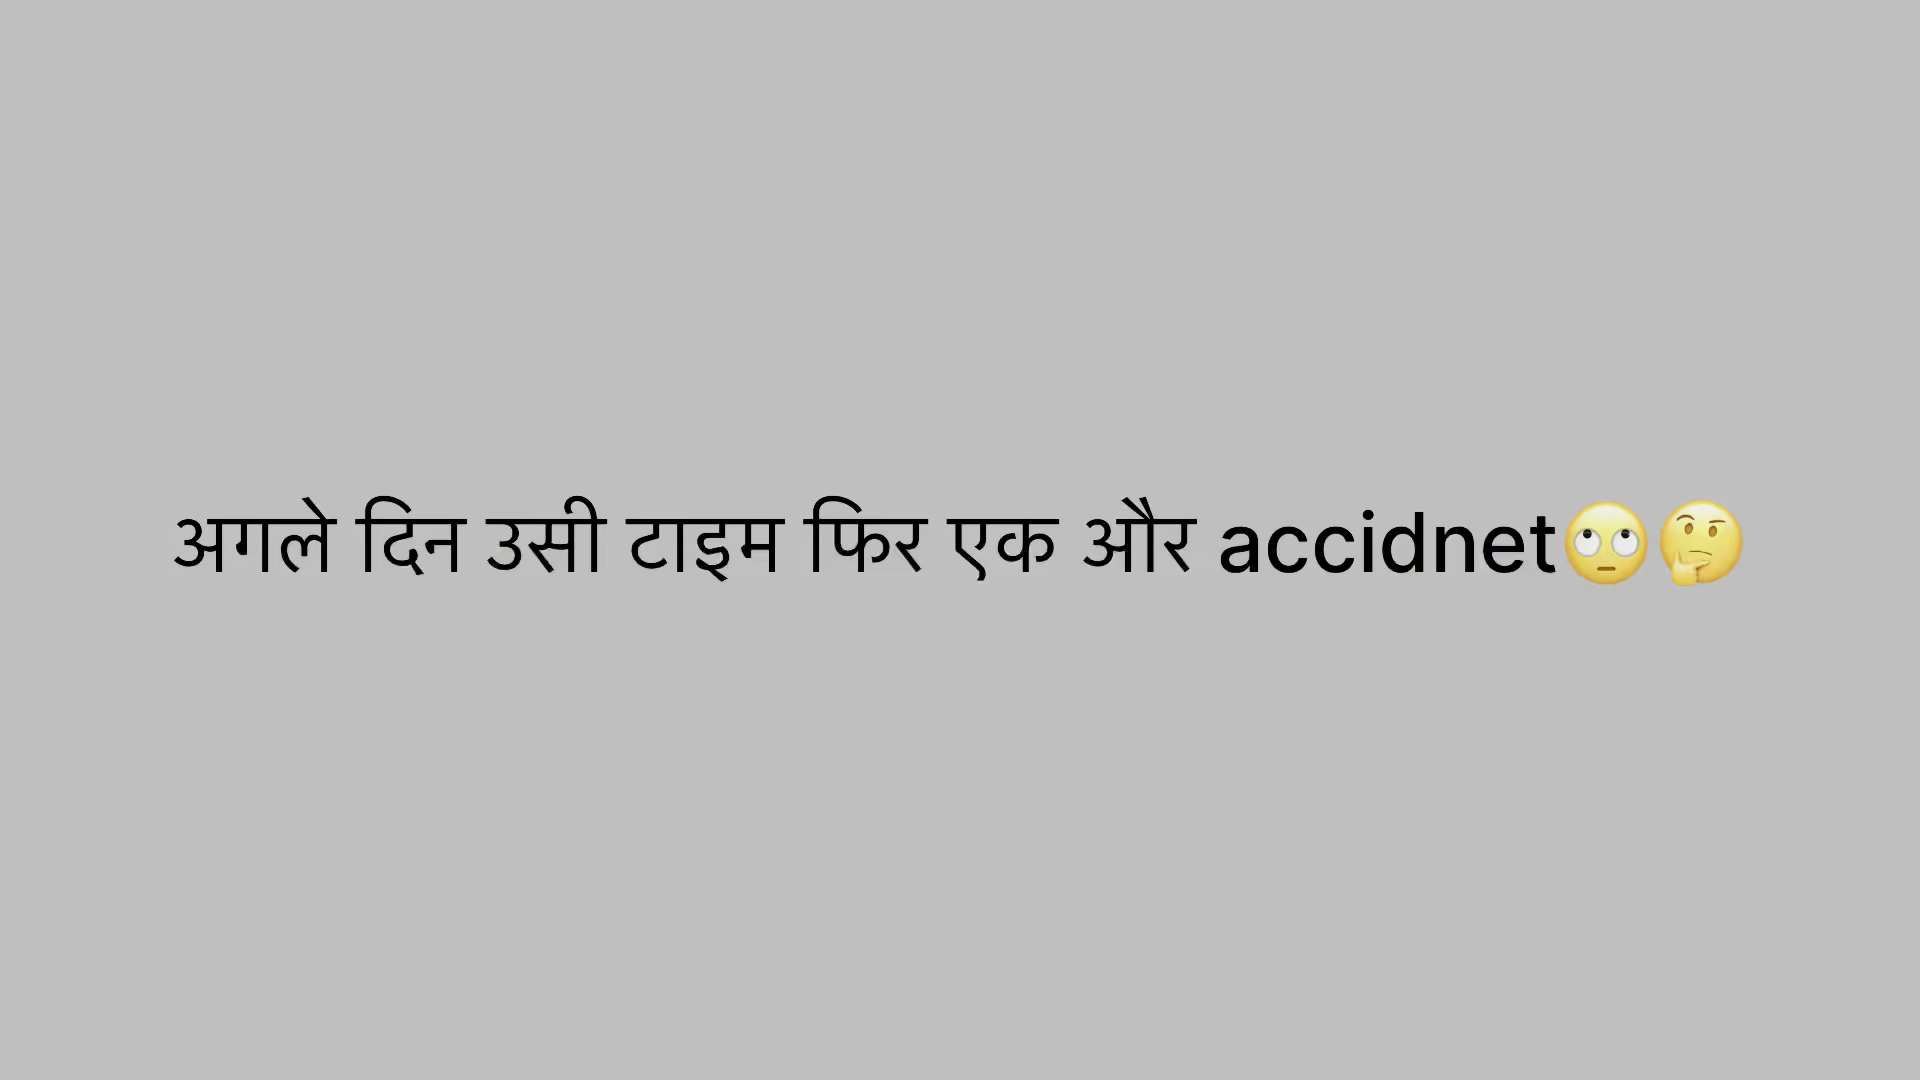 अगले दिन उसी टाइम फिर एक और accidnet🙄🤔